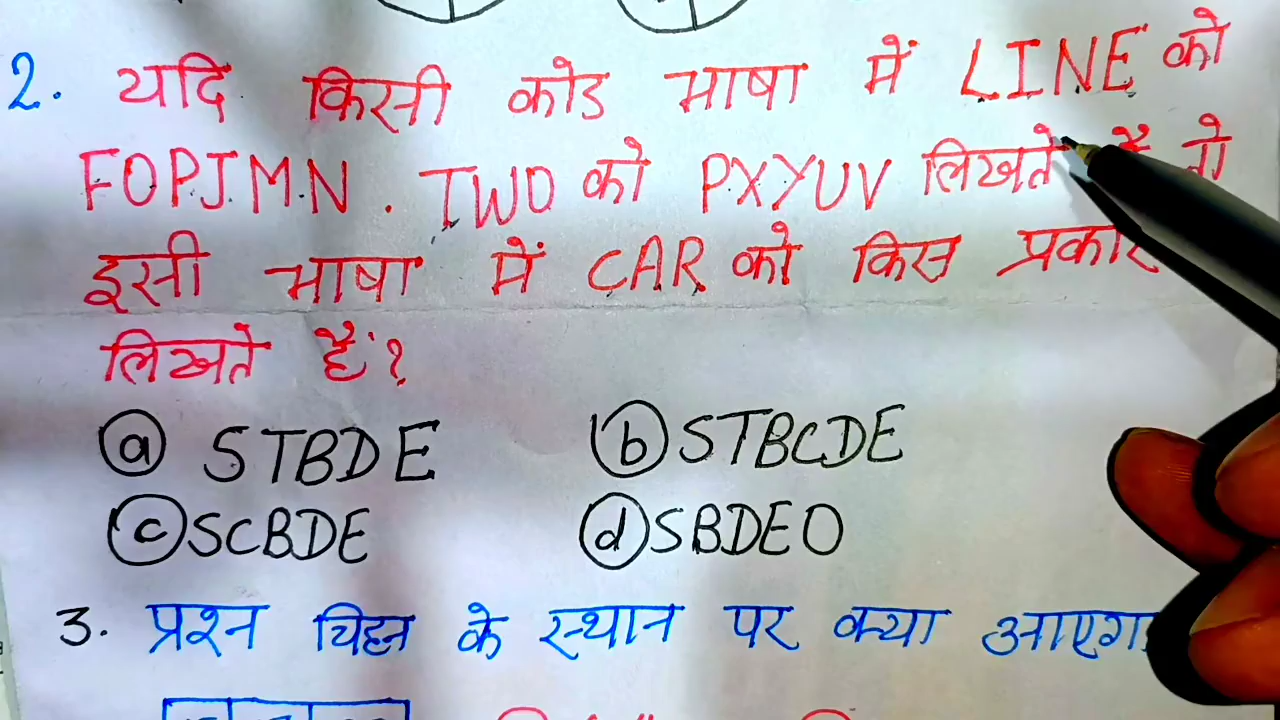 2. यदि किसी कोड भाषा में LINE को
FOPJMN. TWO को PXYUV लिखते है तो
इसी भाषा में CAR को किस प्रकार
लिखते हैं?
(a) STBDE (b) STBCDE
(c) SCBDE (d) SBDEO
3. प्रश्न चिह्न के स्थान पर क्या आएगा